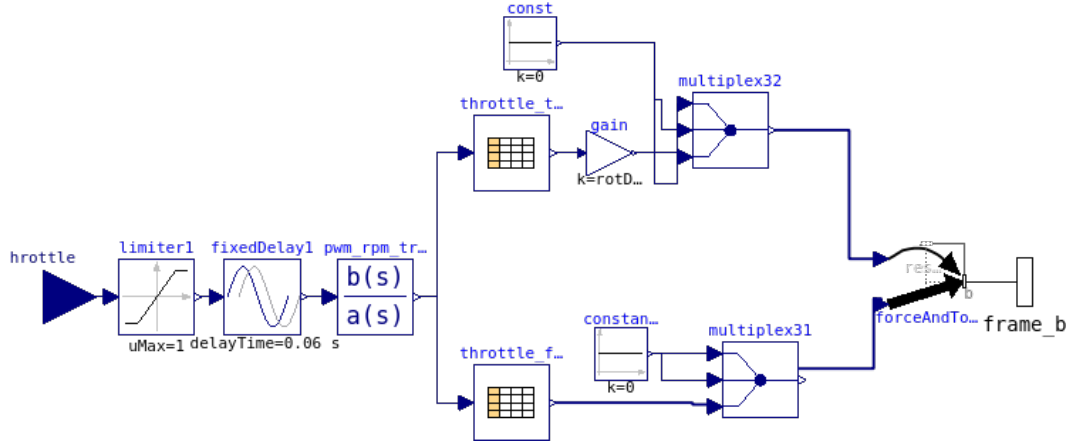 const
k=0
multiplex32
throttle_t…
gain
k=rotD…
hrottle
limiter1
fixedDelay1
pwm_rpm_tr…
b(s)
a(s)
uMax=1
delayTime=0.06 s
res…
b
forceAndTo…
frame_b
constan…
multiplex31
k=0
throttle_f…